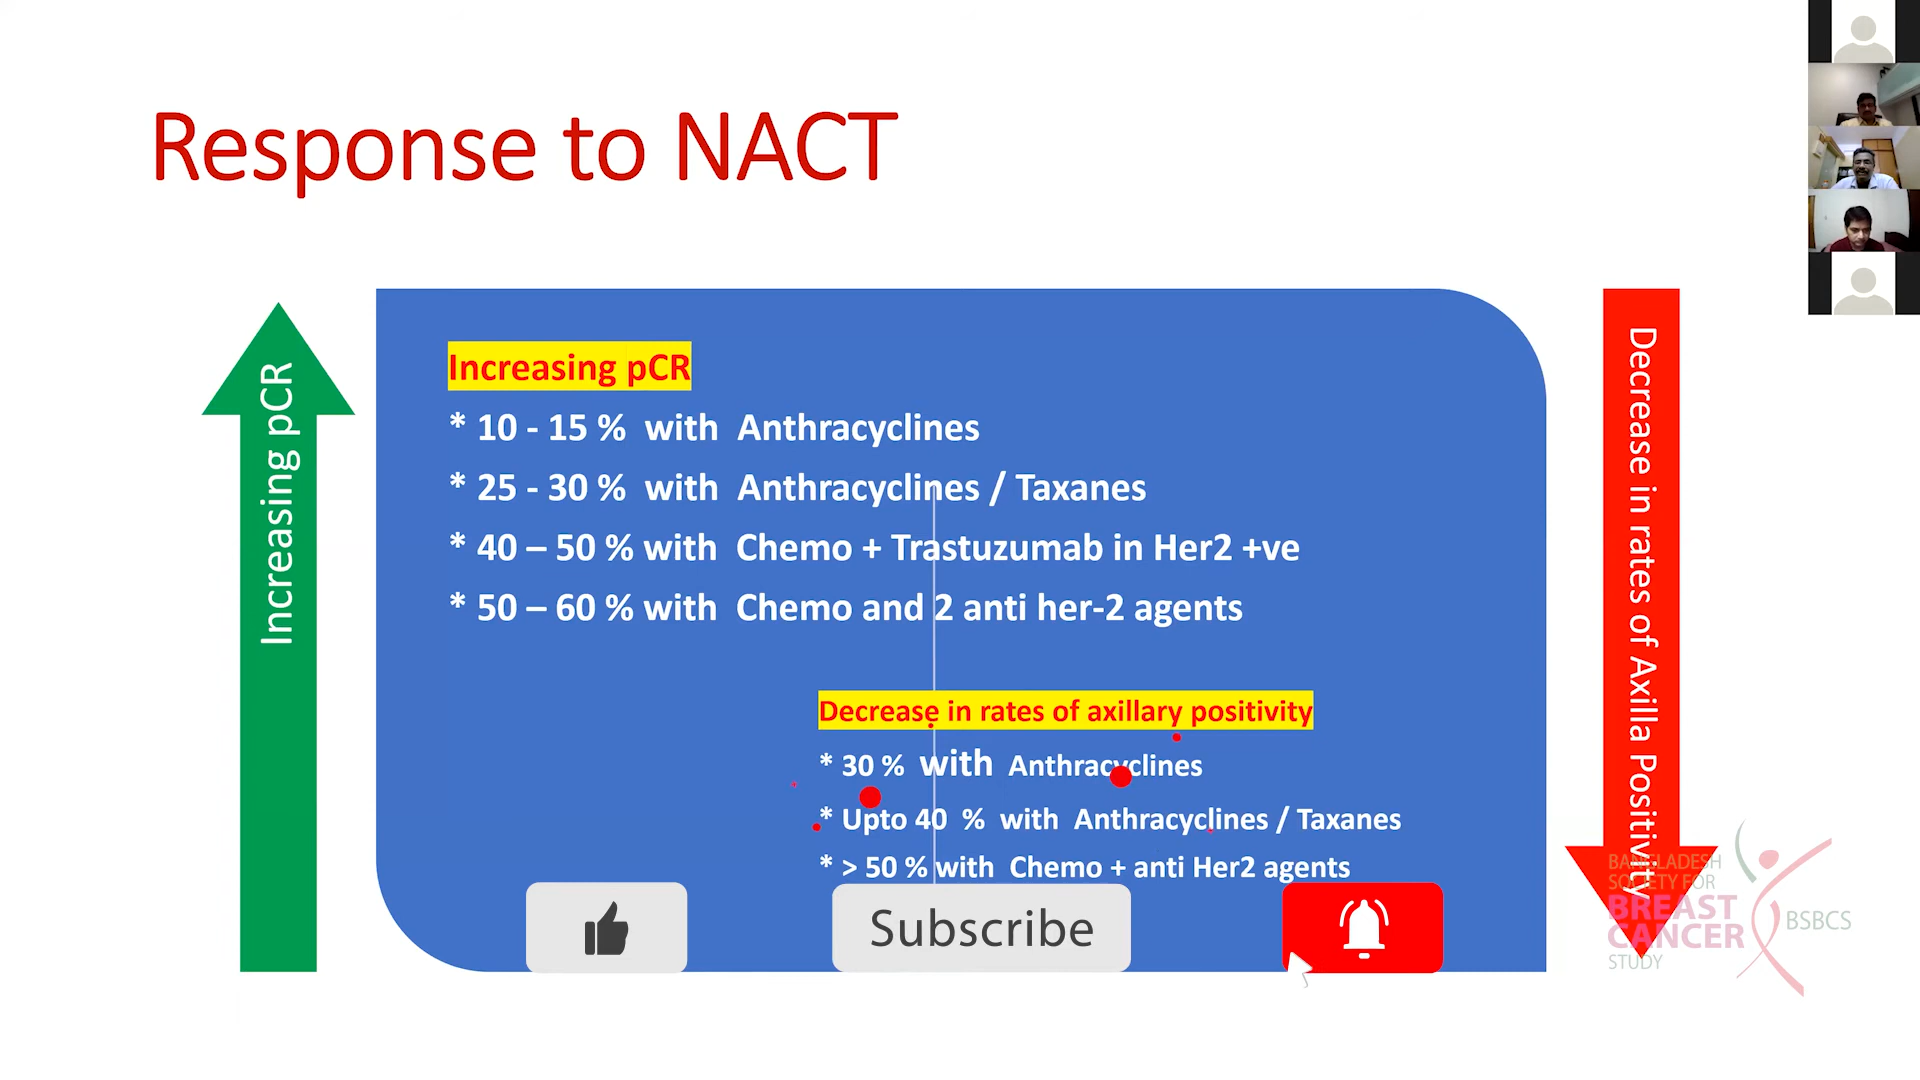 Response to NACT
Increasing pCR
Increasing pCR
* 10 - 15 % with Anthracyclines
* 25 - 30 % with Anthracyclines / Taxanes
* 40 – 50 % with Chemo + Trastuzumab in Her2 +ve
* 50 – 60 % with Chemo and 2 anti her-2 agents
Decrease in rates of axillary positivity
* 30 % with Anthracyclines
* Upto 40 % with Anthracyclines / Taxanes
* > 50 % with Chemo + anti Her2 agents
Decrease in rates of Axilla Positivity
Subscribe
BANGLADESH
SOCIETY FOR
BREAST
CANCER
STUDY
BSBCS